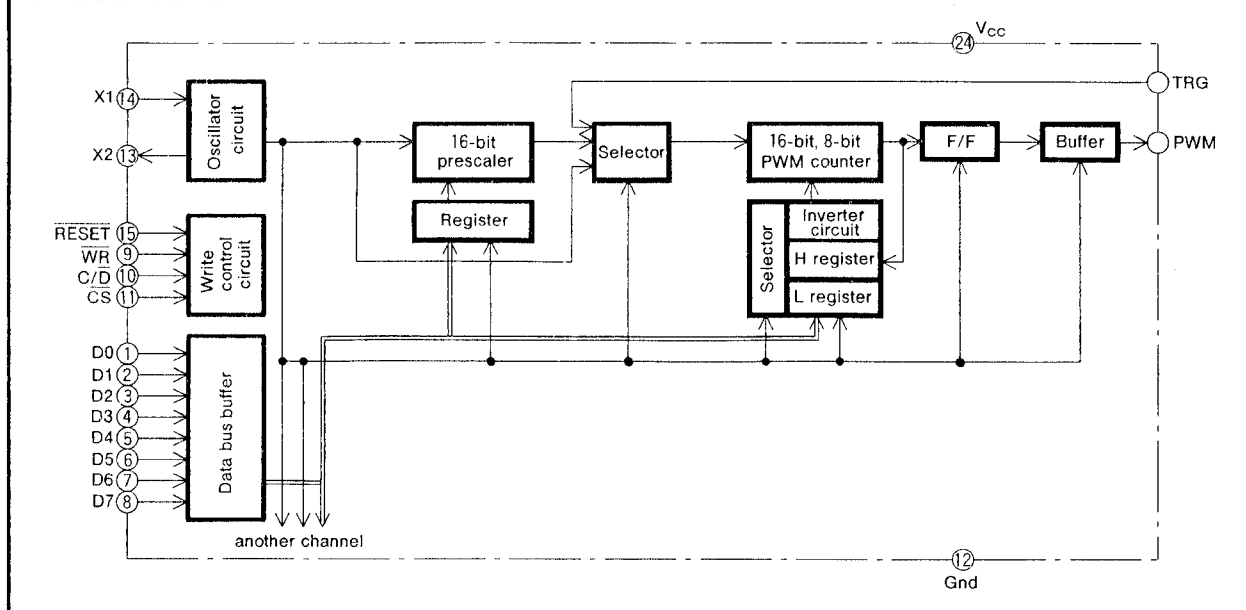 24 VCC
TRG
X1 14
Oscillator
circuit
X2 13
16-bit
prescaler
Selector
16-bit, 8-bit
PWM counter
F/F
Buffer
PWM
Register
Selector
Inverter
circuit
H register
L register
RESET 15
WR 9
C/D 10
CS 11
Write
control
circuit
D0 1
D1 2
D2 3
D3 4
D4 5
D5 6
D6 7
D7 8
Data bus buffer
another channel
12
Gnd